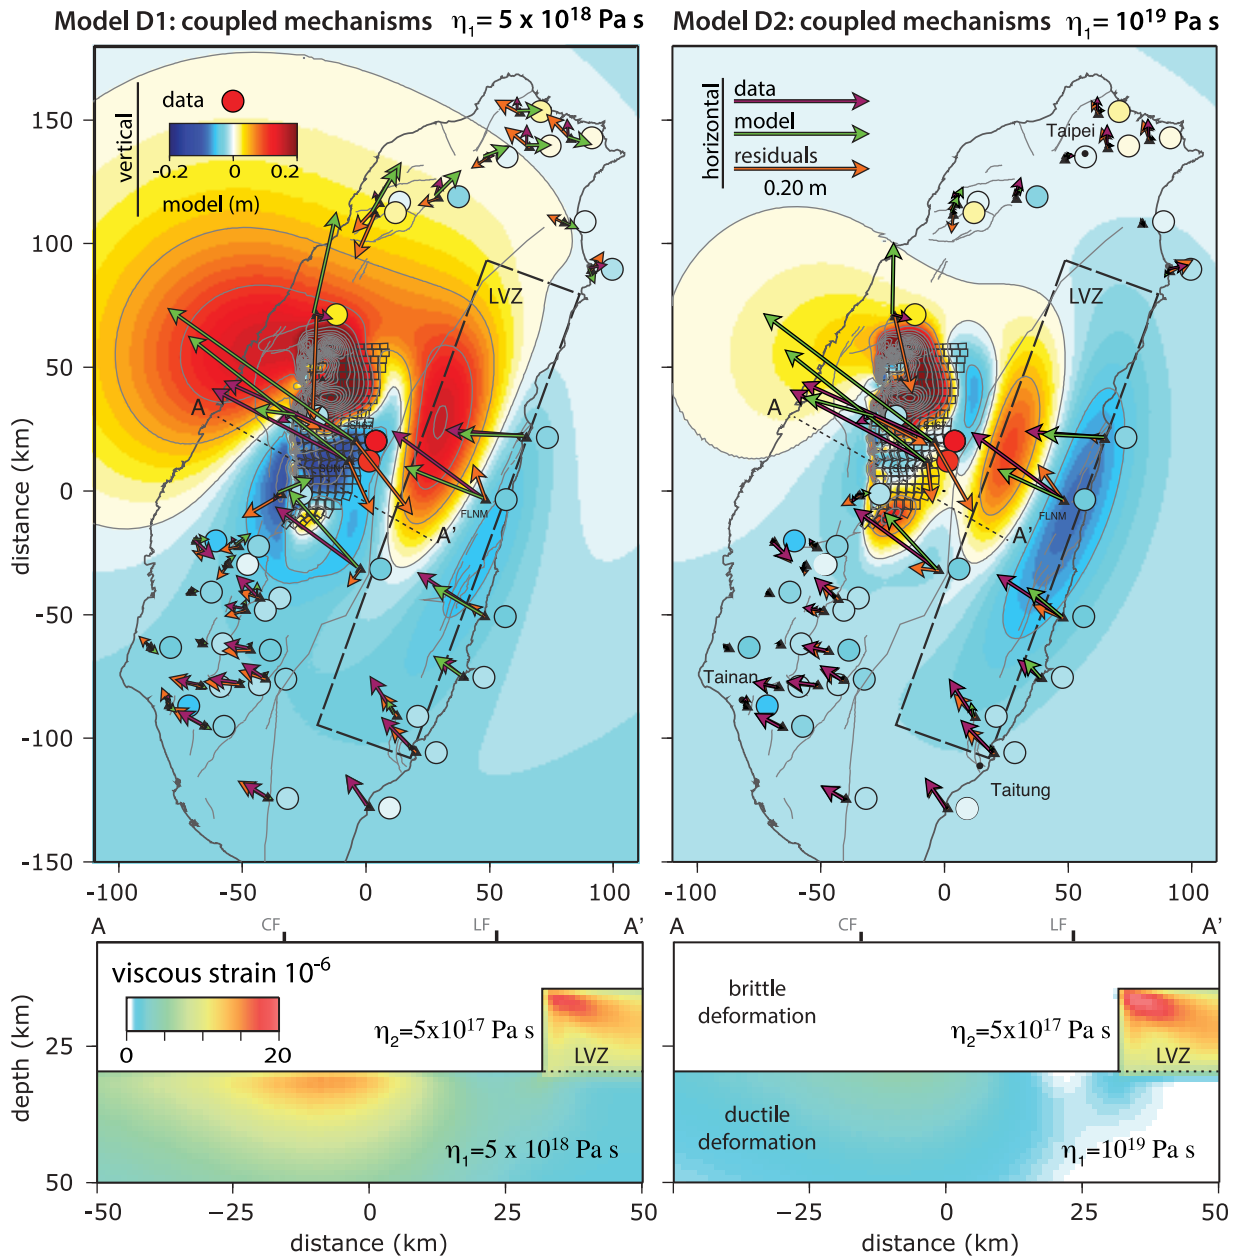 Model D1: coupled mechanisms η1= 5 x 10^18 Pa s
Model D2: coupled mechanisms η1= 10^19 Pa s
vertical
data
-0.2 0 0.2
model (m)
horizontal
data
model
residuals
0.20 m
Taipei
LVZ
LVZ
A
A'
SUN
FLNM
A
A'
FLNM
Tainan
Taitung
distance (km)
150
100
50
0
-50
-100
-150
-100 -50 0 50 100
-100 -50 0 50 100
A CF LF A'
A CF LF A'
viscous strain 10^-6
0 20
η2=5x10^17 Pa s
LVZ
η1=5 x 10^18 Pa s
brittle
deformation
η2=5x10^17 Pa s
LVZ
ductile
deformation
η1=10^19 Pa s
depth (km)
25
50
-50 −25 0 25 50
−25 0 25 50
distance (km)
distance (km)